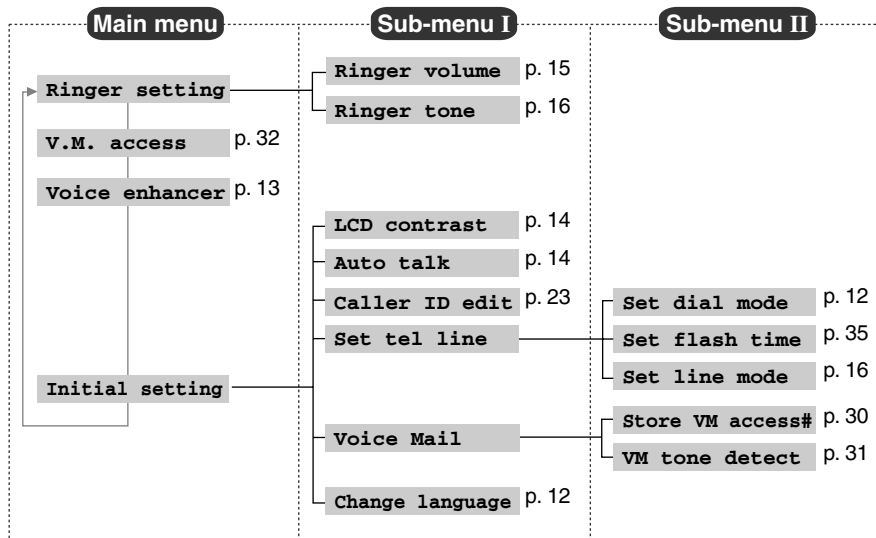 Main menu
Sub-menu I
Sub-menu II
Ringer setting
Ringer volume p. 15
Ringer tone p. 16
V.M. access p. 32
Voice enhancer p. 13
Initial setting
LCD contrast p. 14
Auto talk p. 14
Caller ID edit p. 23
Set tel line
Set dial mode p. 12
Set flash time p. 35
Set line mode p. 16
Voice Mail
Store VM access# p. 30
VM tone detect p. 31
Change language p. 12